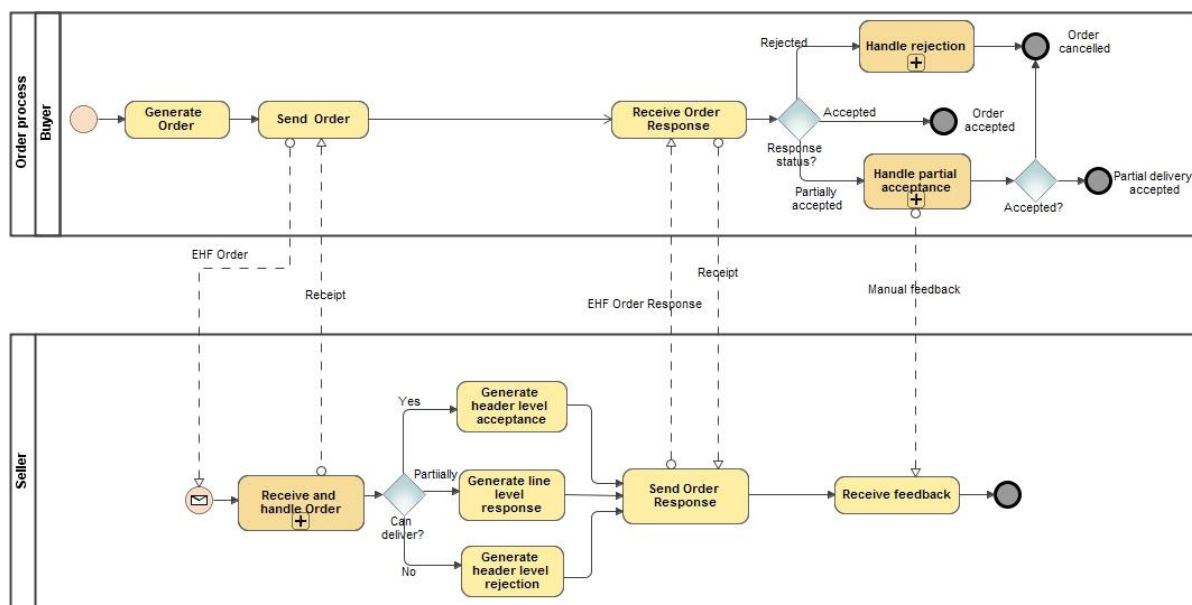 Order process
Buyer
Generate
Order
Send Order
Receive Order
Response
Response
status?
Rejected
Accepted
Partially
accepted
Handle rejection
Order
cancelled
Order
accepted
Handle partial
acceptance
Accepted?
Partial delivery
accepted
EHF Order
Receipt
EHF Order Response
Receipt
Manual feedback
Seller
Receive and
handle Order
Can
deliver?
Yes
Partiially
No
Generate
header level
acceptance
Generate line
level
response
Generate
header level
rejection
Send Order
Response
Receive feedback